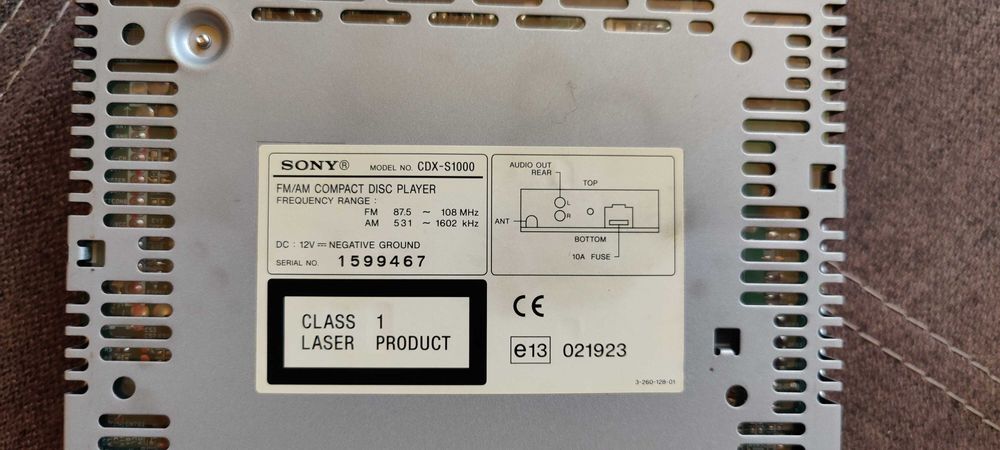 SONY® MODEL NO. CDX-S1000
FM/AM COMPACT DISC PLAYER
FREQUENCY RANGE :
FM 87.5 ~ 108 MHz
AM 531 ~ 1602 kHz
DC : 12V ⎓ NEGATIVE GROUND
SERIAL NO. 1599467
AUDIO OUT
REAR
TOP
L
R
ANT
BOTTOM
10A FUSE
CLASS 1
LASER PRODUCT
CE
e13 021923
3-260-128-01